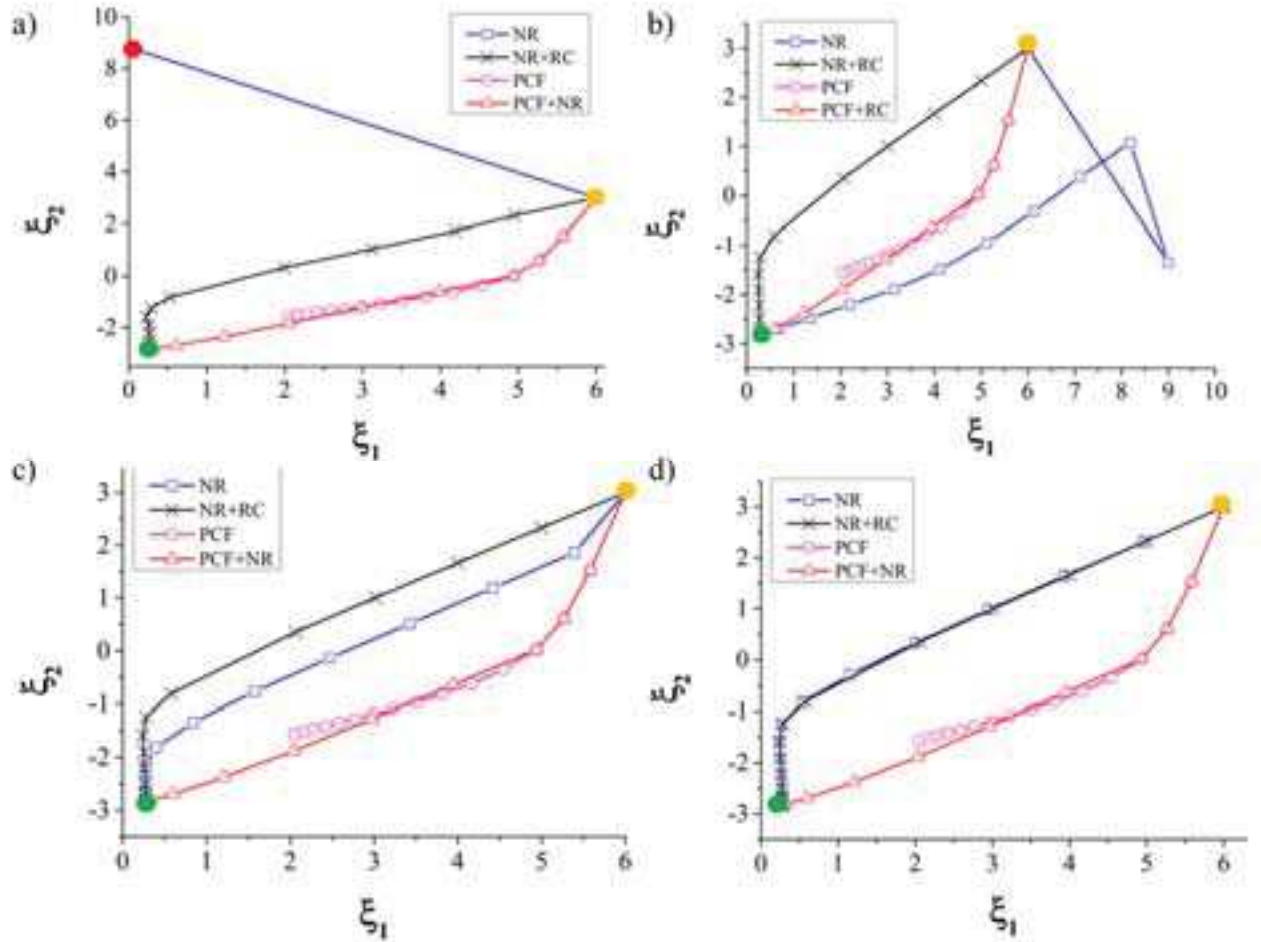 a)
10
8
6
4
2
0
-2
ξ2
0 1 2 3 4 5 6
ξ1
NR
NR+RC
PCF
PCF+NR
b)
3
2
1
0
-1
-2
-3
ξ2
0 1 2 3 4 5 6 7 8 9 10
ξ1
NR
NR+RC
PCF
PCF+RC
c)
3
2
1
0
-1
-2
-3
ξ2
0 1 2 3 4 5 6
ξ1
NR
NR+RC
PCF
PCF+NR
d)
3
2
1
0
-1
-2
-3
ξ2
0 1 2 3 4 5 6
ξ1
NR
NR+RC
PCF
PCF+NR